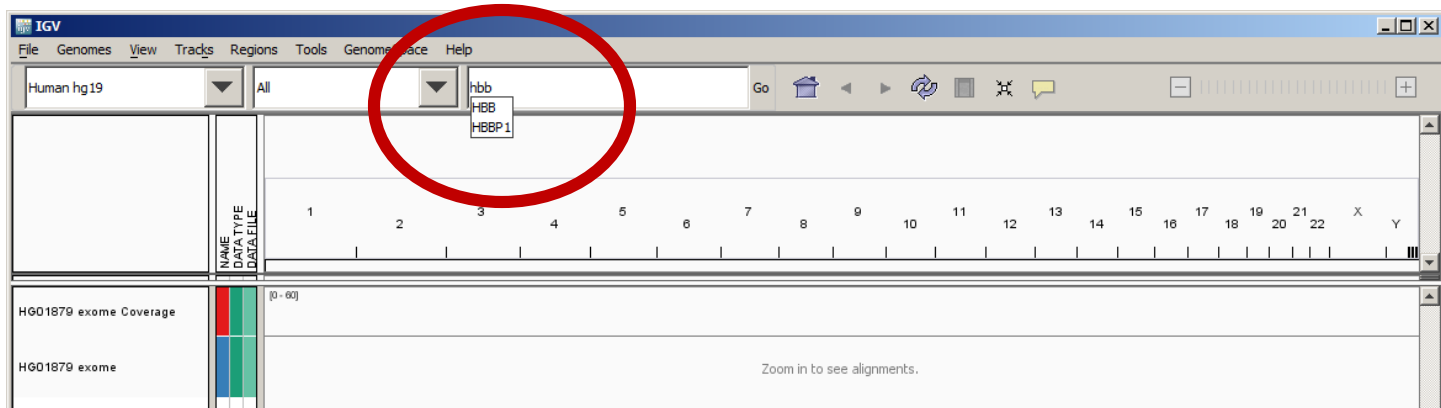 IGV
File Genomes View Tracks Regions Tools Help
Human hg19 All hbb Go
HBB
HBBP1
NAME
DATA TYPE
DATA FILE
1 2 3 4 5 6 7 8 9 10 11 12 13 14 15 16 17 18 19 20 21 22 X Y
[0 - 60]
HG01879 exome Coverage
HG01879 exome
Zoom in to see alignments.